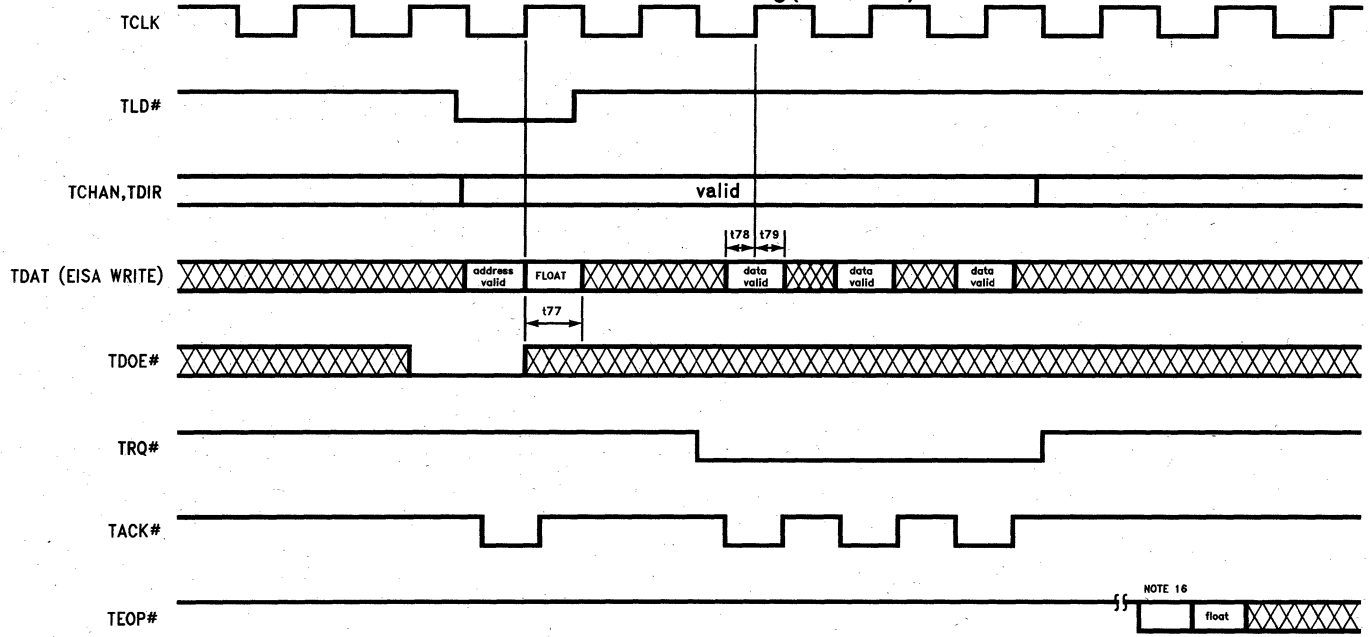 TCLK
TLD#
TCHAN,TDIR
valid
t78 t79
TDAT (EISA WRITE)
address valid
FLOAT
data valid
data valid
data valid
t77
TDOE#
TRQ#
TACK#
NOTE 16
TEOP#
float